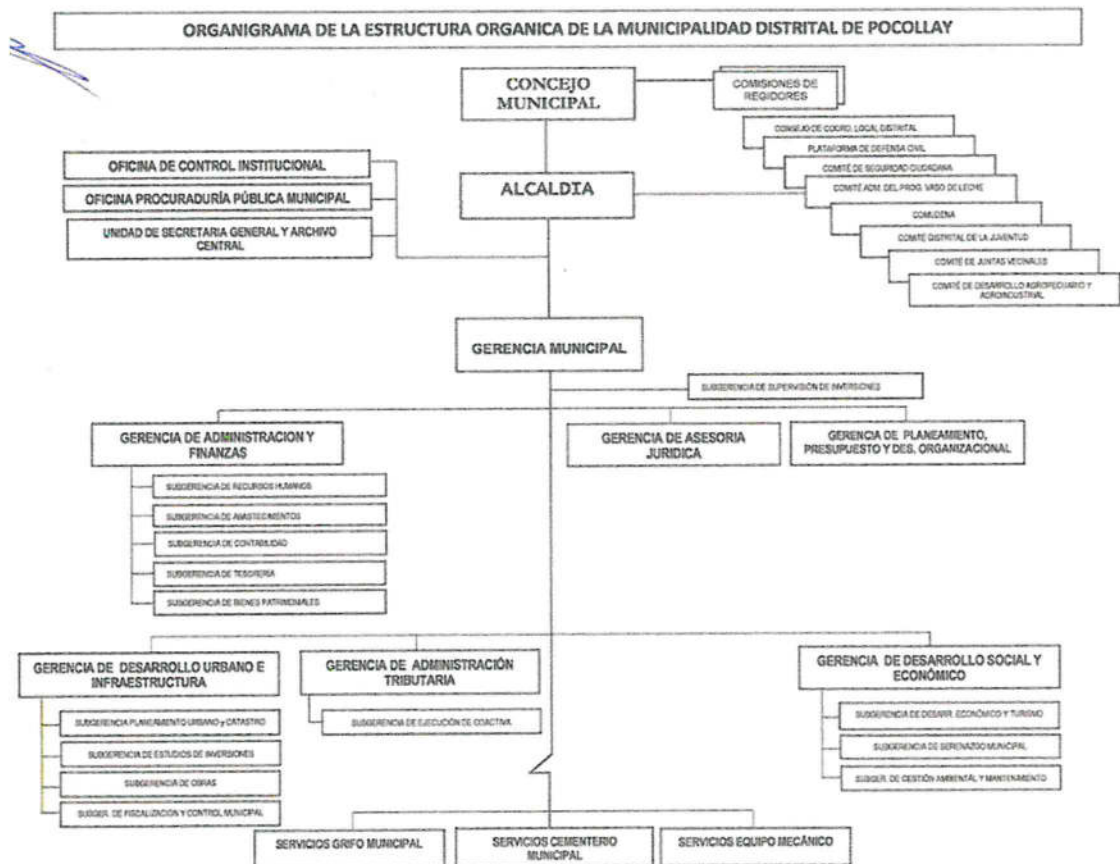 ORGANIGRAMA DE LA ESTRUCTURA ORGANICA DE LA MUNICIPALIDAD DISTRITAL DE POCOLLAY
CONCEJO
MUNICIPAL
COMISIONES DE
REGIDORES
CONSEJO DE COORD. LOCAL DISTRITAL
PLATAFORMA DE DEFENSA CIVIL
COMITÉ DE SEGURIDAD CIUDADANA
COMITÉ ADM. DEL PROG. VASO DE LECHE
COMUDENA
COMITÉ DISTRITAL DE LA JUVENTUD
COMITÉ DE JUNTAS VECINALES
COMITÉ DE DESARROLLO AGROPECUARIO Y
AGROINDUSTRIAL
OFICINA DE CONTROL INSTITUCIONAL
OFICINA PROCURADURÍA PÚBLICA MUNICIPAL
UNIDAD DE SECRETARIA GENERAL Y ARCHIVO
CENTRAL
ALCALDIA
GERENCIA MUNICIPAL
SUBGERENCIA DE SUPERVISIÓN DE INVERSIONES
GERENCIA DE ADMINISTRACION Y
FINANZAS
SUBGERENCIA DE RECURSOS HUMANOS
SUBGERENCIA DE ABASTECIMIENTOS
SUBGERENCIA DE CONTABILIDAD
SUBGERENCIA DE TESORERÍA
SUBGERENCIA DE BIENES PATRIMONIALES
GERENCIA DE ASESORIA
JURIDICA
GERENCIA DE PLANEAMIENTO,
PRESUPUESTO Y DES. ORGANIZACIONAL
GERENCIA DE DESARROLLO URBANO E
INFRAESTRUCTURA
SUBGERENCIA PLANEAMIENTO URBANO y CATASTRO
SUBGERENCIA DE ESTUDIOS DE INVERSIONES
SUBGERENCIA DE OBRAS
SUBGER. DE FISCALIZACION Y CONTROL MUNICIPAL
GERENCIA DE ADMINISTRACIÓN
TRIBUTARIA
SUBGERENCIA DE EJECUCIÓN DE COACTIVA
GERENCIA DE DESARROLLO SOCIAL Y
ECONÓMICO
SUBGERENCIA DE DESARR. ECONÓMICO Y TURISMO
SUBGERENCIA DE SERENAZGO MUNICIPAL
SUBGER. DE GESTIÓN AMBIENTAL Y MANTENIMIENTO
SERVICIOS GRIFO MUNICIPAL
SERVICIOS CEMENTERIO
MUNICIPAL
SERVICIOS EQUIPO MECÁNICO